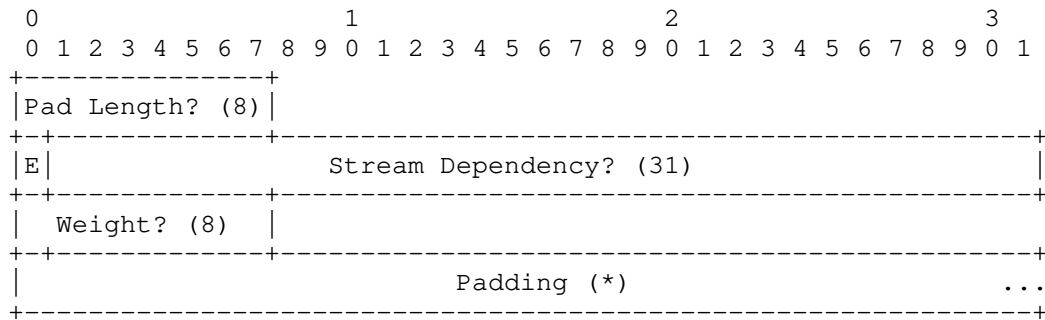 0                   1                   2                   3
0 1 2 3 4 5 6 7 8 9 0 1 2 3 4 5 6 7 8 9 0 1 2 3 4 5 6 7 8 9 0 1
+---------------+
|Pad Length? (8)|
+-+-------------+-----------------------------------------------+
|E|                 Stream Dependency? (31)                     |
+-+-------------+-----------------------------------------------+
|  Weight? (8)  |
+-+-------------+-----------------------------------------------+
|                           Padding (*)                       ...
+---------------------------------------------------------------+